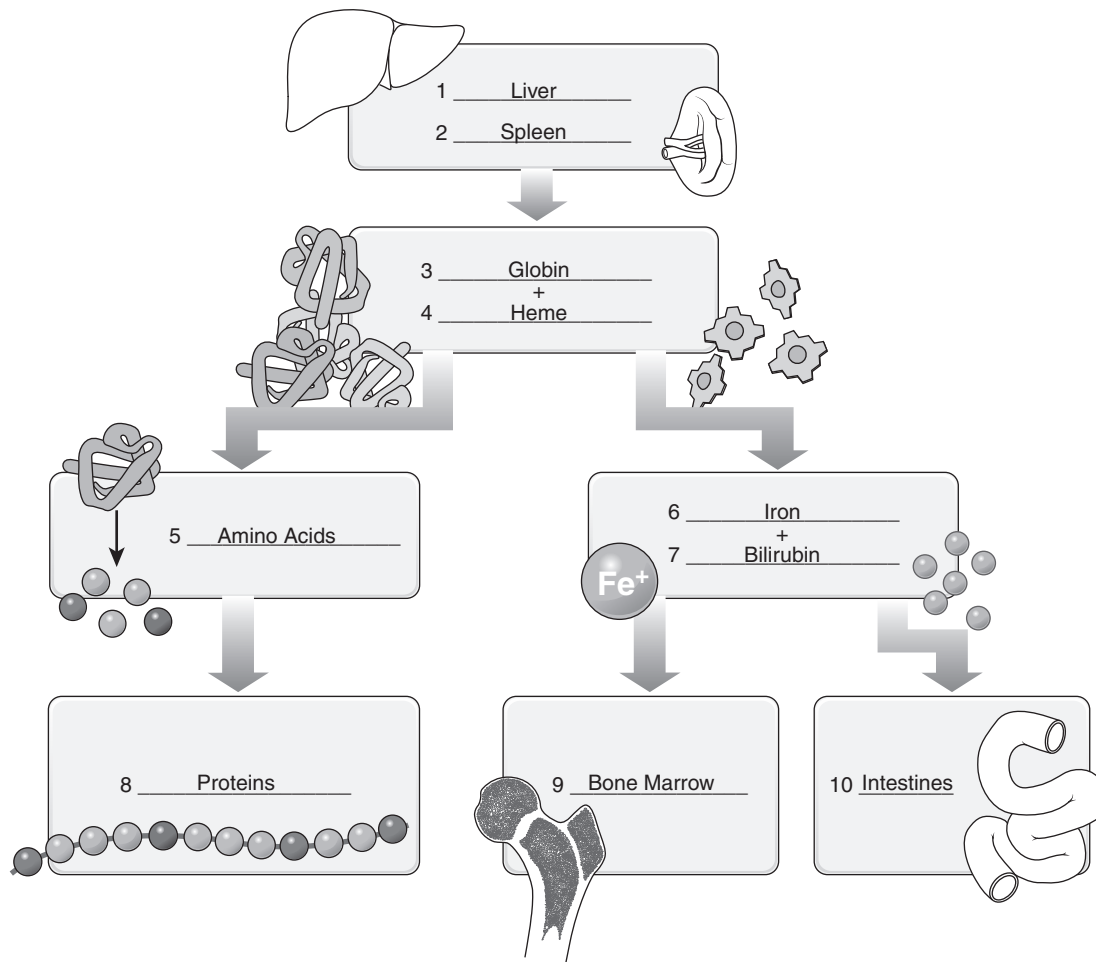 1 Liver
2 Spleen
3 Globin
+
4 Heme
5 Amino Acids
6 Iron
+
7 Bilirubin
Fe⁺
8 Proteins
9 Bone Marrow
10 Intestines